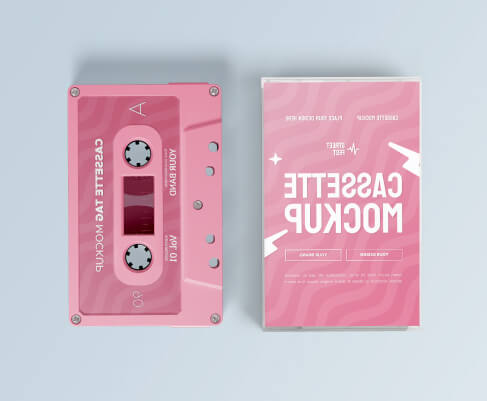 A
CASSETTE TAG MOCKUP
YOUR BAND
Vol. 01
90
CASSETTE MOCKUP
PLACE YOUR DESIGN HERE
STREET
FEST
CASSETTE
MOCKUP
YOUR DESIGN
YOUR BRAND